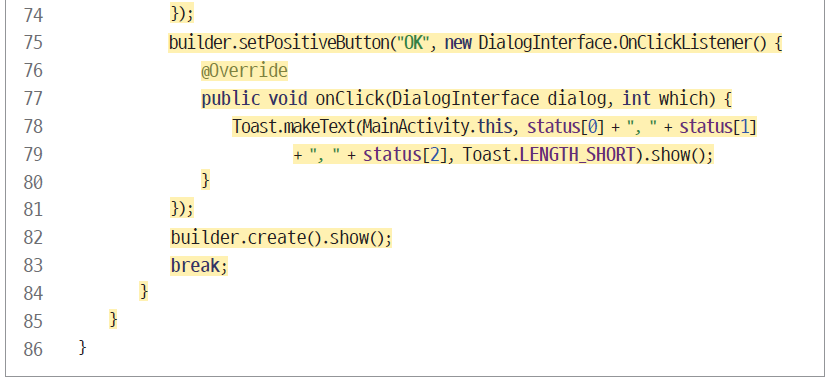 74 });
75 builder.setPositiveButton("OK", new DialogInterface.OnClickListener() {
76 @Override
77 public void onClick(DialogInterface dialog, int which) {
78 Toast.makeText(MainActivity.this, status[0] + ", " + status[1]
79 + ", " + status[2], Toast.LENGTH_SHORT).show();
80 }
81 });
82 builder.create().show();
83 break;
84 }
85 }
86 }